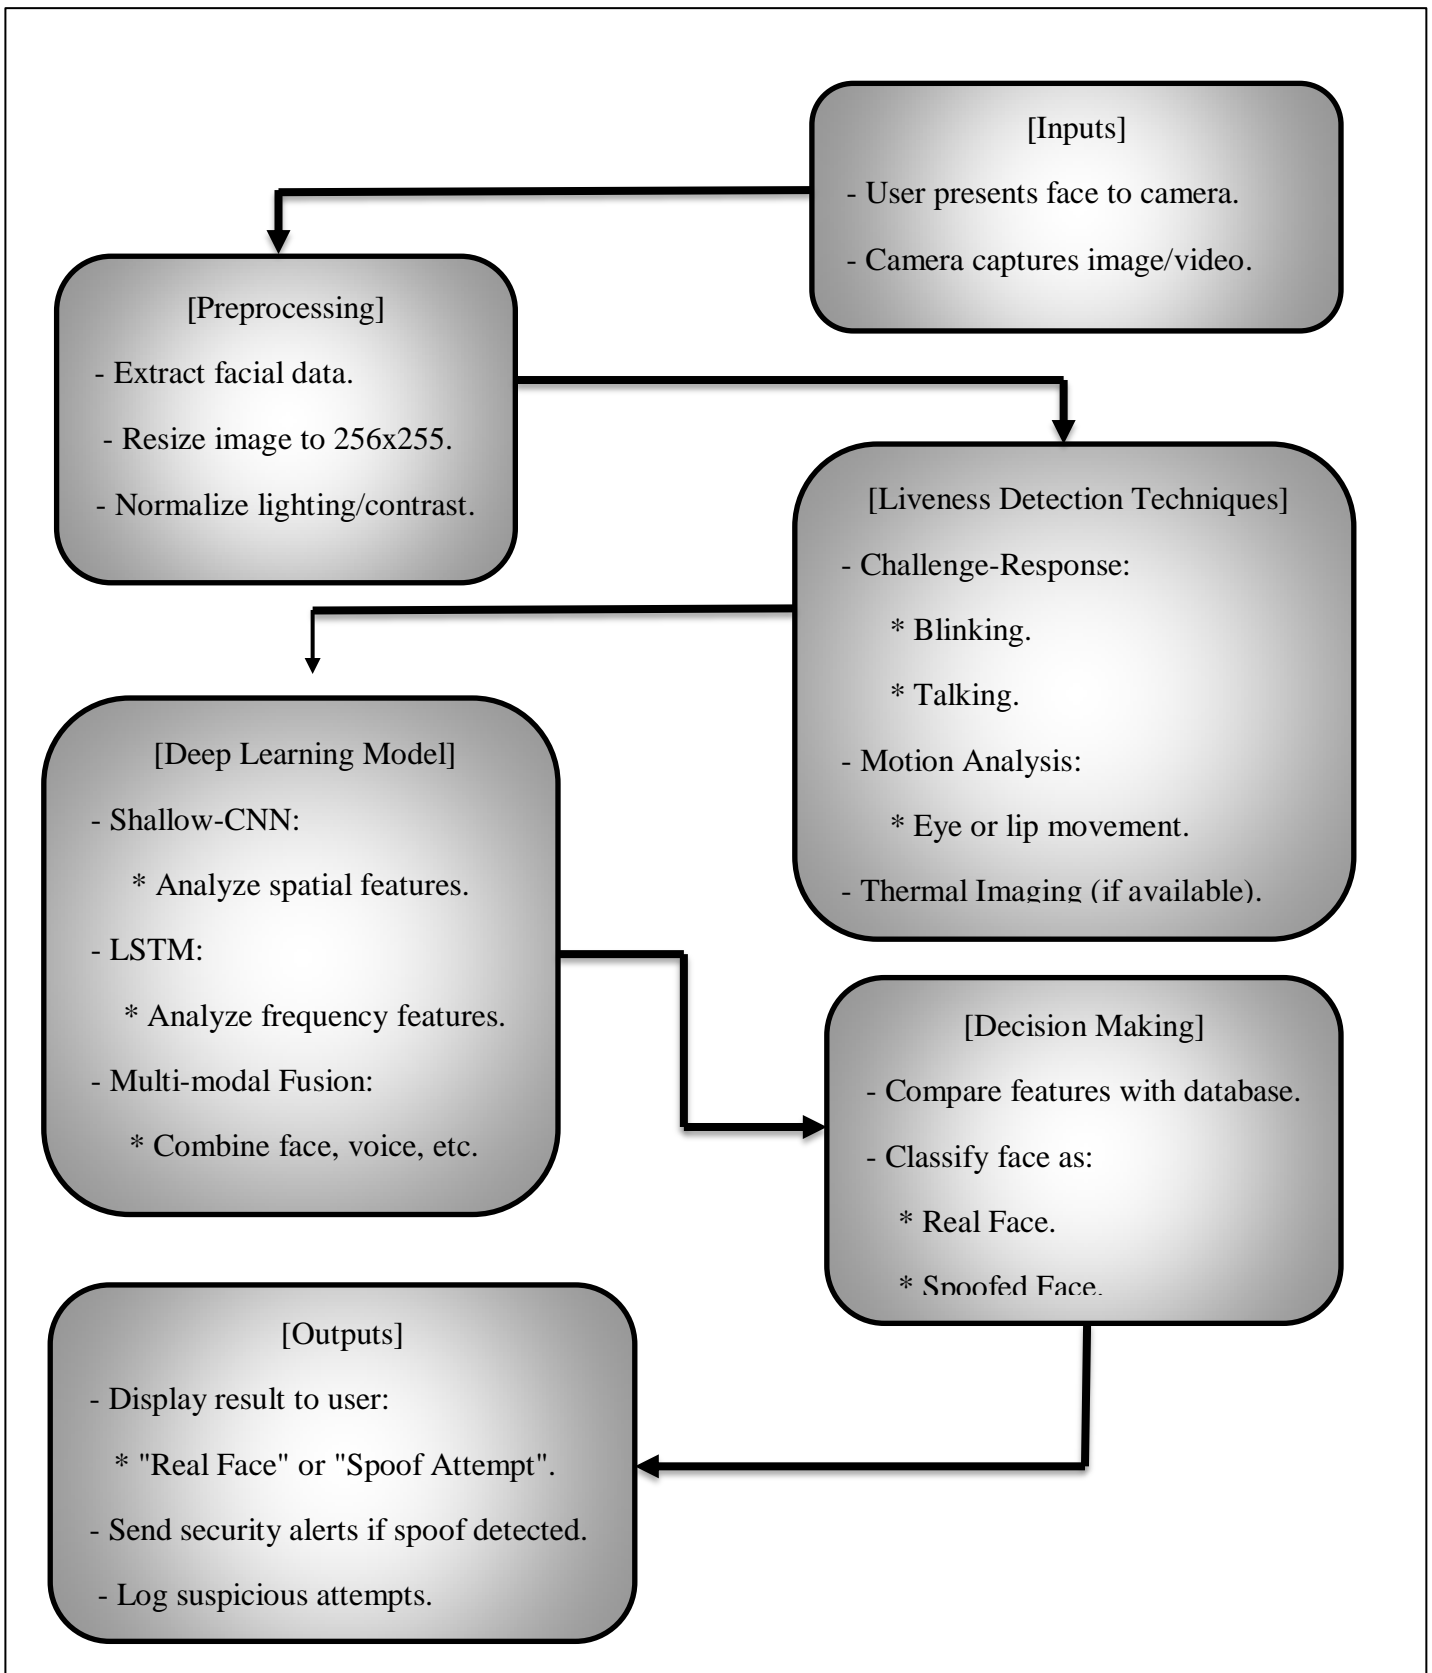 [Inputs]
- User presents face to camera.
- Camera captures image/video.
[Preprocessing]
- Extract facial data.
- Resize image to 256x255.
- Normalize lighting/contrast.
[Liveness Detection Techniques]
- Challenge-Response:
* Blinking.
* Talking.
- Motion Analysis:
* Eye or lip movement.
- Thermal Imaging (if available).
[Deep Learning Model]
- Shallow-CNN:
* Analyze spatial features.
- LSTM:
* Analyze frequency features.
- Multi-modal Fusion:
* Combine face, voice, etc.
[Decision Making]
- Compare features with database.
- Classify face as:
* Real Face.
* Spoofed Face.
[Outputs]
- Display result to user:
* "Real Face" or "Spoof Attempt".
- Send security alerts if spoof detected.
- Log suspicious attempts.